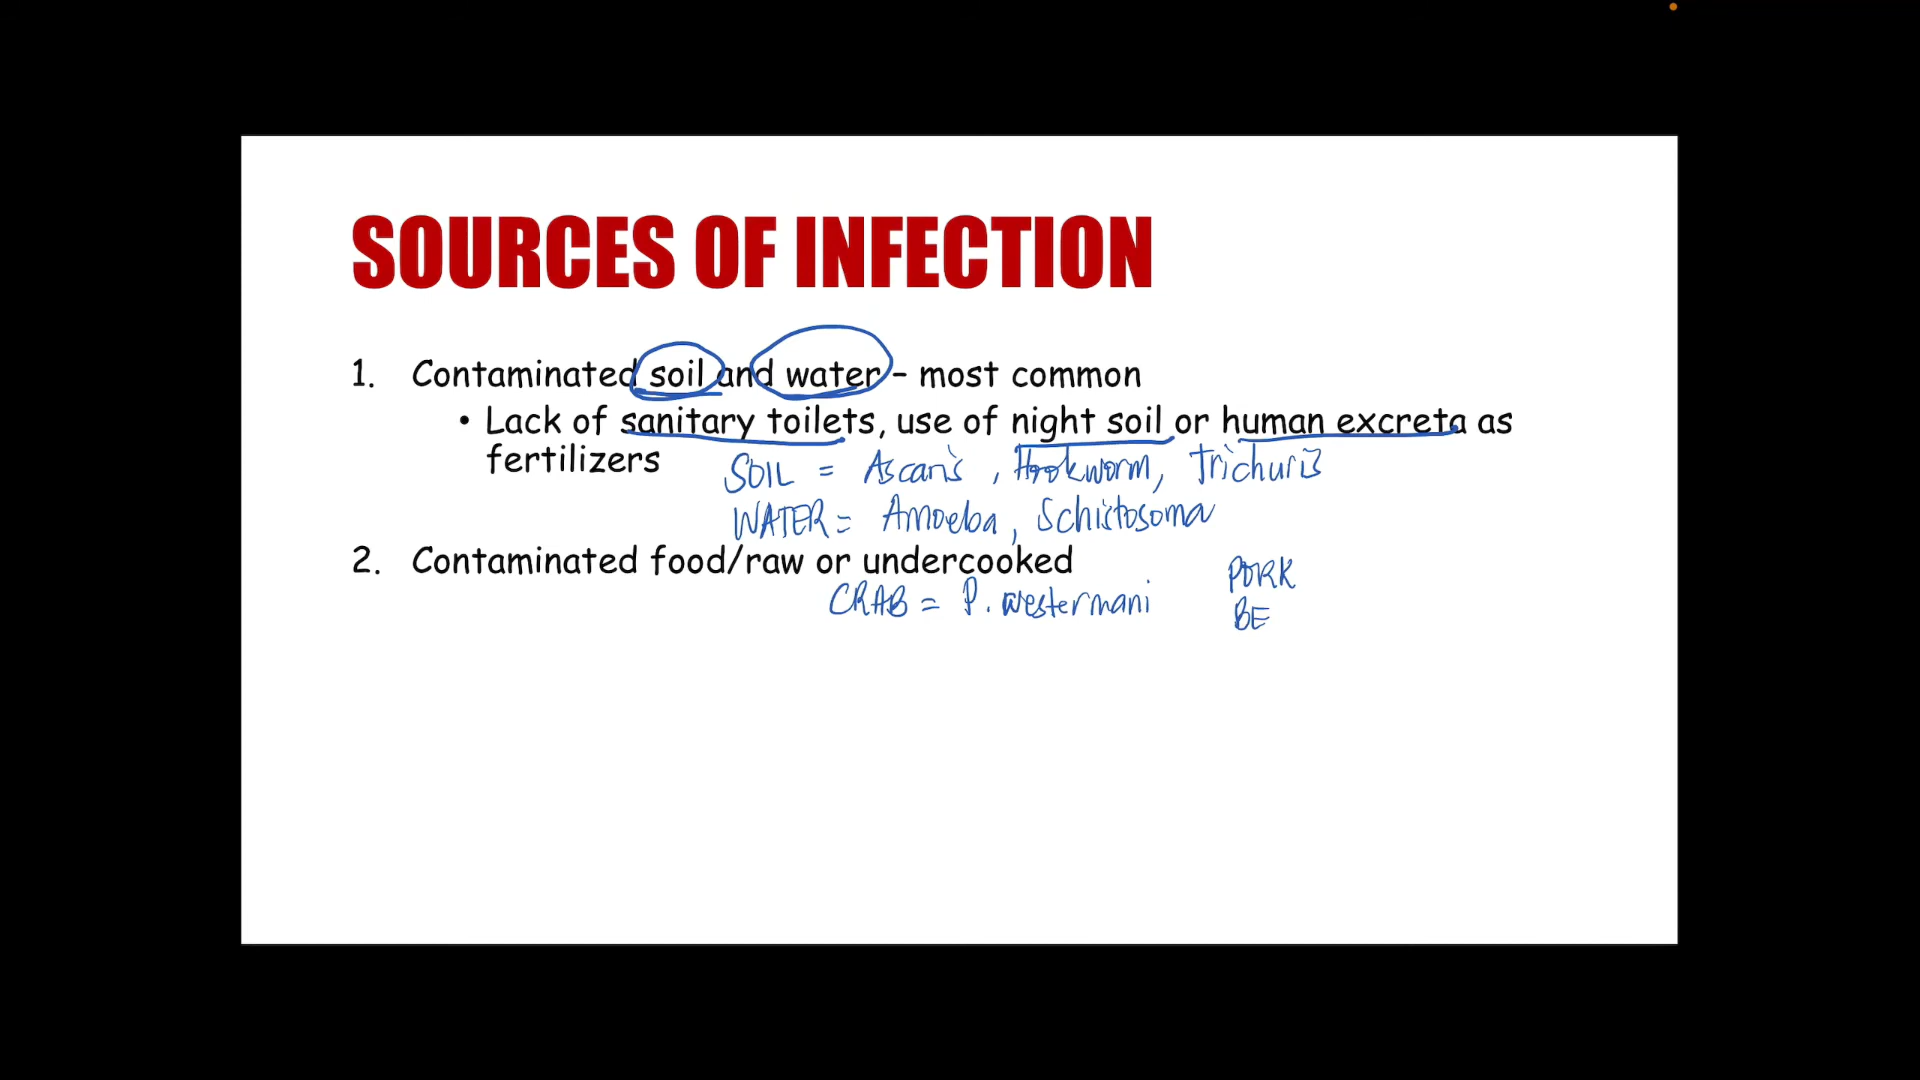 SOURCES OF INFECTION
1. Contaminated soil and water – most common
• Lack of sanitary toilets, use of night soil or human excreta as
fertilizers
SOIL = Ascaris, Hookworm, Trichuris
WATER = Amoeba, Schistosoma
2. Contaminated food/raw or undercooked
CRAB = P. westermani
PORK
BE